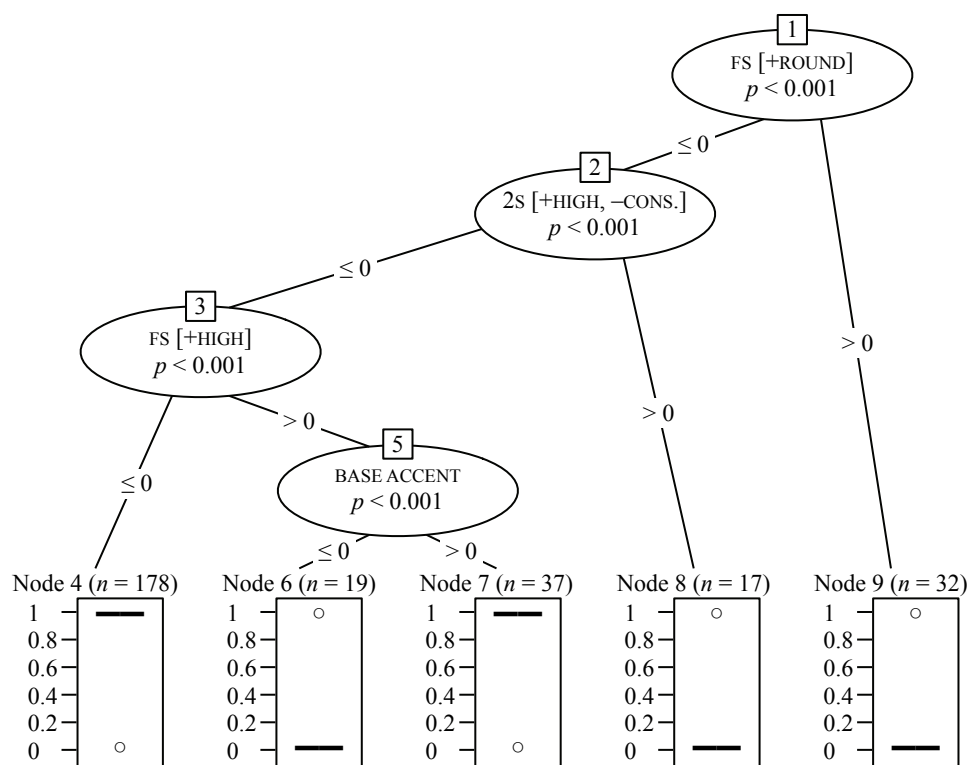 1
FS [+ROUND]
p < 0.001
≤ 0
2
2S [+HIGH, –CONS.]
p < 0.001
≤ 0
> 0
3
FS [+HIGH]
p < 0.001
> 0
> 0
5
BASE ACCENT
p < 0.001
≤ 0
≤ 0
> 0
Node 4 (n = 178)
Node 6 (n = 19)
Node 7 (n = 37)
Node 8 (n = 17)
Node 9 (n = 32)
1 1 1 1 1
0.8 0.8 0.8 0.8 0.8
0.6 0.6 0.6 0.6 0.6
0.4 0.4 0.4 0.4 0.4
0.2 0.2 0.2 0.2 0.2
0 0 0 0 0